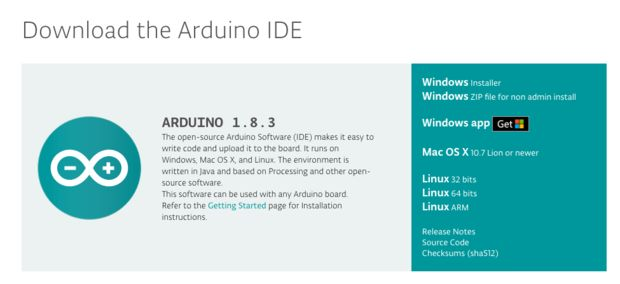 Download the Arduino IDE
ARDUINO 1.8.3
The open-source Arduino Software (IDE) makes it easy to
write code and upload it to the board. It runs on
Windows, Mac OS X, and Linux. The environment is
written in Java and based on Processing and other open-
source software.
This software can be used with any Arduino board.
Refer to the Getting Started page for Installation
instructions.
Windows Installer
Windows ZIP file for non admin install
Windows app Get
Mac OS X 10.7 Lion or newer
Linux 32 bits
Linux 64 bits
Linux ARM
Release Notes
Source Code
Checksums (sha512)